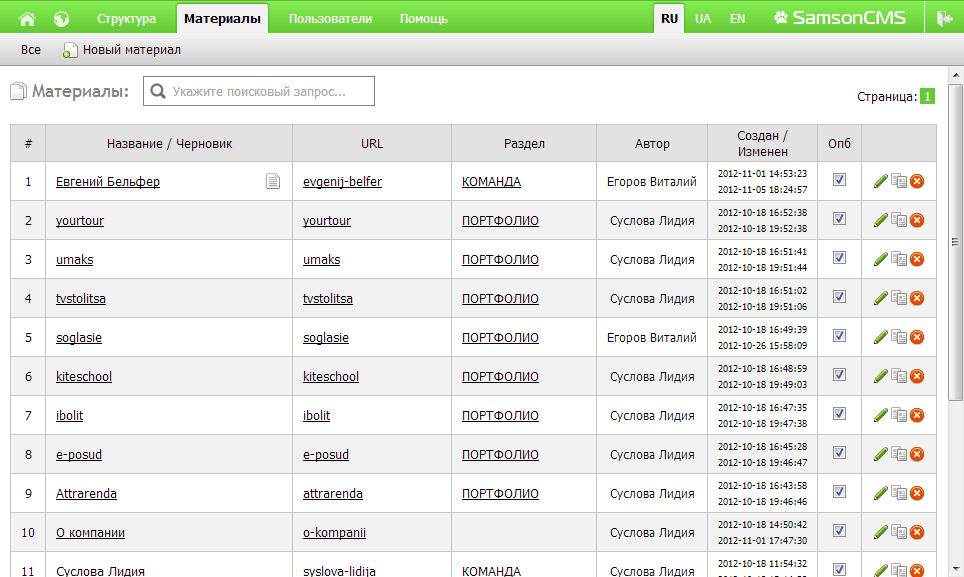 Структура Материалы Пользователи Помощь RU UA EN SamsonCMS
Все Новый материал
Материалы: Укажите поисковый запрос...
Страница: 1
# Название / Черновик URL Раздел Автор Создан / Изменен Опб
1 Евгений Бельфер evgenij-belfer КОМАНДА Егоров Виталий 2012-11-01 14:53:23
2012-11-05 18:24:57
2 yourtour yourtour ПОРТФОЛИО Суслова Лидия 2012-10-18 16:52:38
2012-10-18 19:52:38
3 umaks umaks ПОРТФОЛИО Суслова Лидия 2012-10-18 16:51:41
2012-10-18 19:51:44
4 tvstolitsa tvstolitsa ПОРТФОЛИО Суслова Лидия 2012-10-18 16:51:02
2012-10-18 19:51:06
5 soglasie soglasie ПОРТФОЛИО Егоров Виталий 2012-10-18 16:49:39
2012-10-26 15:58:09
6 kiteschool kiteschool ПОРТФОЛИО Суслова Лидия 2012-10-18 16:48:59
2012-10-18 19:49:03
7 ibolit ibolit ПОРТФОЛИО Суслова Лидия 2012-10-18 16:47:35
2012-10-18 19:47:38
8 e-posud e-posud ПОРТФОЛИО Суслова Лидия 2012-10-18 16:45:28
2012-10-18 19:46:47
9 Attrarenda attrarenda ПОРТФОЛИО Суслова Лидия 2012-10-18 16:43:58
2012-10-18 19:46:46
10 О компании o-kompanii Суслова Лидия 2012-10-18 14:50:42
2012-11-01 17:47:30
11 Суслова Лидия syslova-lidija КОМАНДА Суслова Лидия 2012-10-18 11:54:32